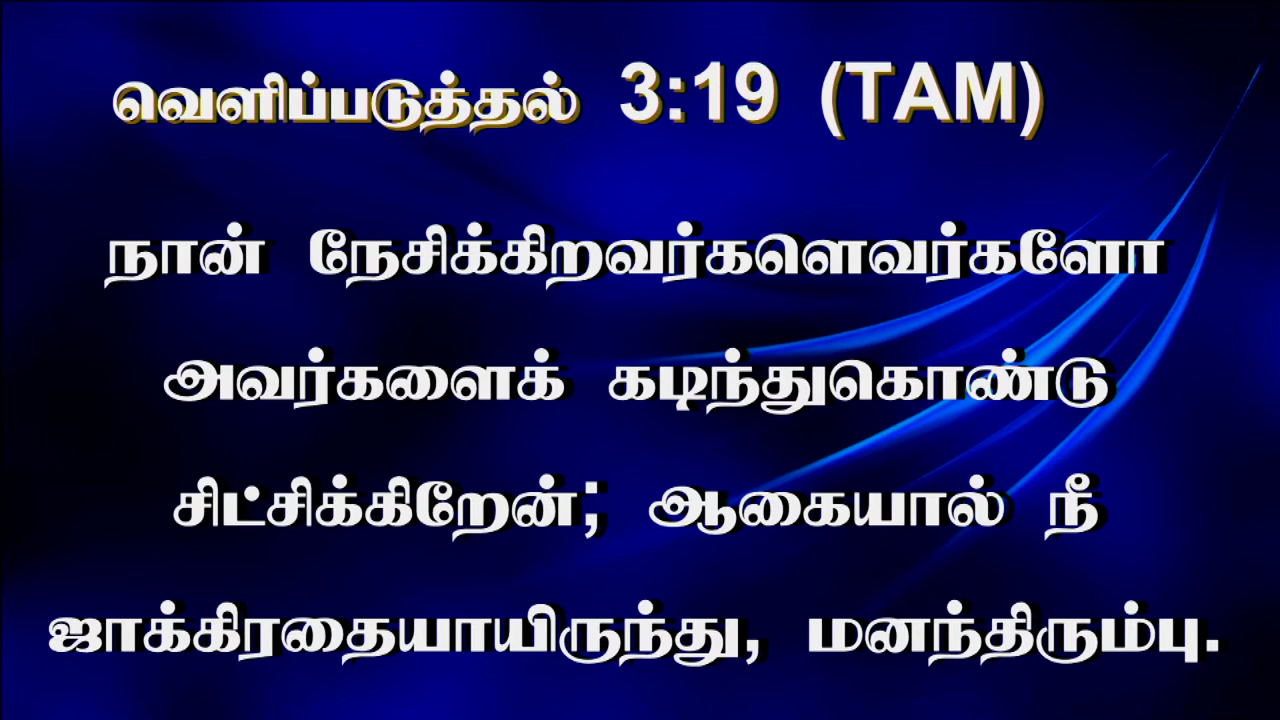 வெளிப்படுத்தல் 3:19 (TAM)
நான் நேசிக்கிறவர்களெவர்களோ
அவர்களைக் கடிந்துகொண்டு
சிட்சிக்கிறேன்; ஆகையால் நீ
ஜாக்கிரதையாயிருந்து, மனந்திரும்பு.